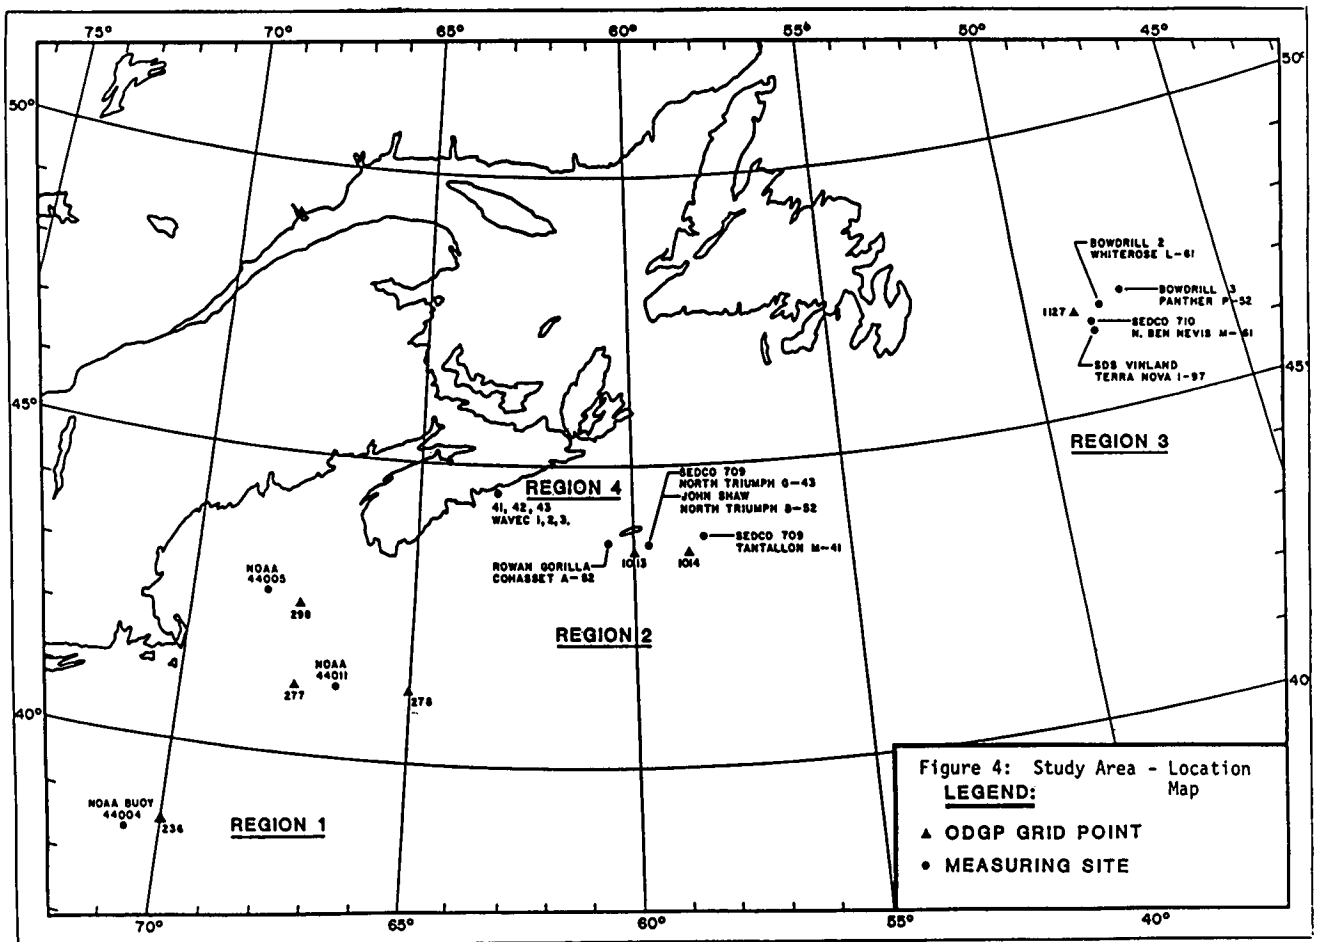 75° 70° 65° 60° 55° 50° 45°
50° 50°
BOWDRILL 2
WHITEROSE L-61
BOWDRILL 3
PANTHER P-52
1127
SEDCO 710
N. BEN NEVIS M-61
SDS VINLAND
TERRA NOVA I-97
45° 45°
REGION 3
SEDCO 709
NORTH TRIUMPH G-43
JOHN SHAW
NORTH TRIUMPH B-52
REGION 4
41, 42, 43
WAVEC 1,2,3,
SEDCO 709
TANTALLON M-41
ROWAN GORILLA
COHASSET A-52
1013
1014
NOAA
44005
298
REGION 2
NOAA
44011
277
278
40° 40
NOAA BUOY
44004
236
REGION 1
Figure 4: Study Area - Location
Map
LEGEND:
▲ ODGP GRID POINT
● MEASURING SITE
70° 65° 60° 55° 40°